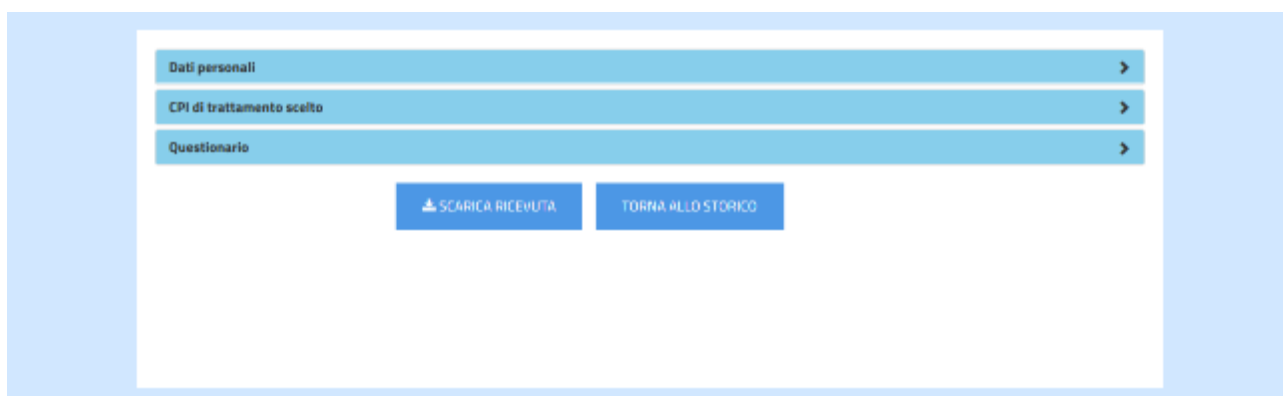 Dati personali
CPI di trattamento scelto
Questionario
SCARICA RICEVUTA
TORNA ALLO STORICO